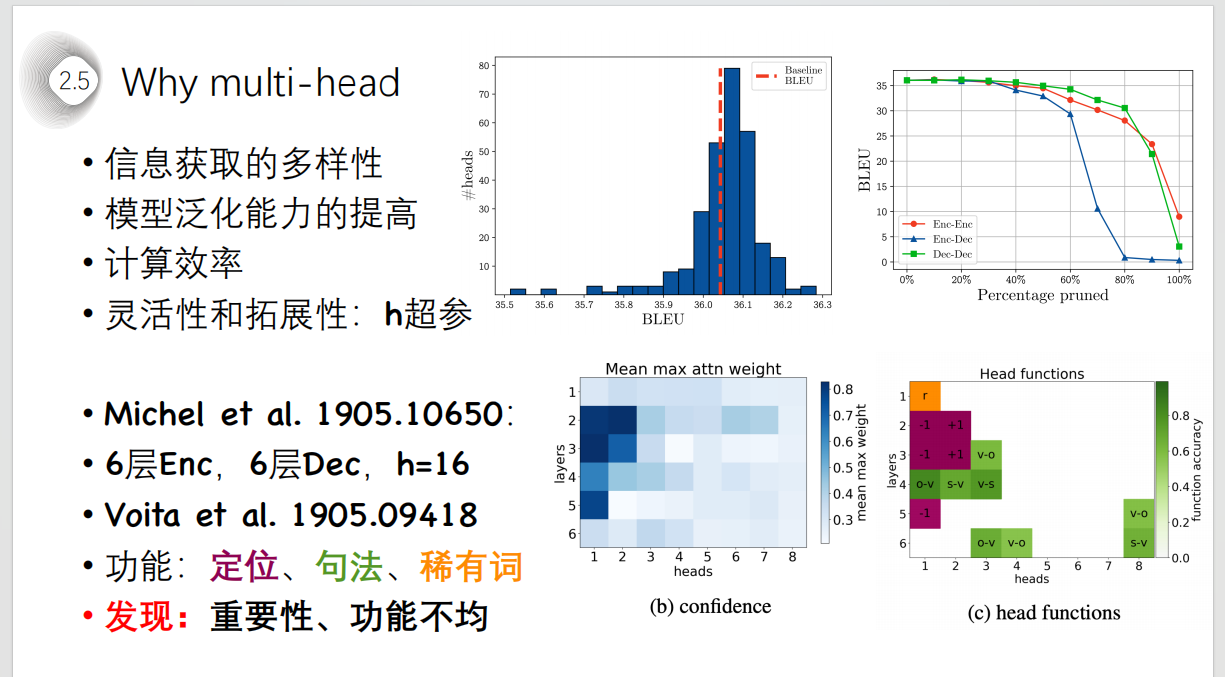 2.5
Why multi-head
• 信息获取的多样性
• 模型泛化能力的提高
• 计算效率
• 灵活性和拓展性：h超参
• Michel et al. 1905.10650：
• 6层Enc，6层Dec，h=16
• Voita et al. 1905.09418
• 功能：定位、句法、稀有词
• 发现：重要性、功能不均
80
70
60
50
40
30
20
10
#heads
Baseline
BLEU
35.5 35.6 35.7 35.8 35.9 36.0 36.1 36.2 36.3
BLEU
35
30
25
20
15
10
5
0
BLEU
Enc-Enc
Enc-Dec
Dec-Dec
0% 20% 40% 60% 80% 100%
Percentage pruned
Mean max attn weight
1
2
3
4
5
6
layers
1 2 3 4 5 6 7 8
heads
0.8
0.7
0.6
0.5
0.4
0.3
mean max weight
(b) confidence
Head functions
1 r
2 -1 +1
3 -1 +1 v-o
4 o-v s-v v-s
5 -1 v-o
6 o-v v-o s-v
layers
1 2 3 4 5 6 7 8
heads
0.8
0.6
0.4
0.2
0.0
function accuracy
(c) head functions